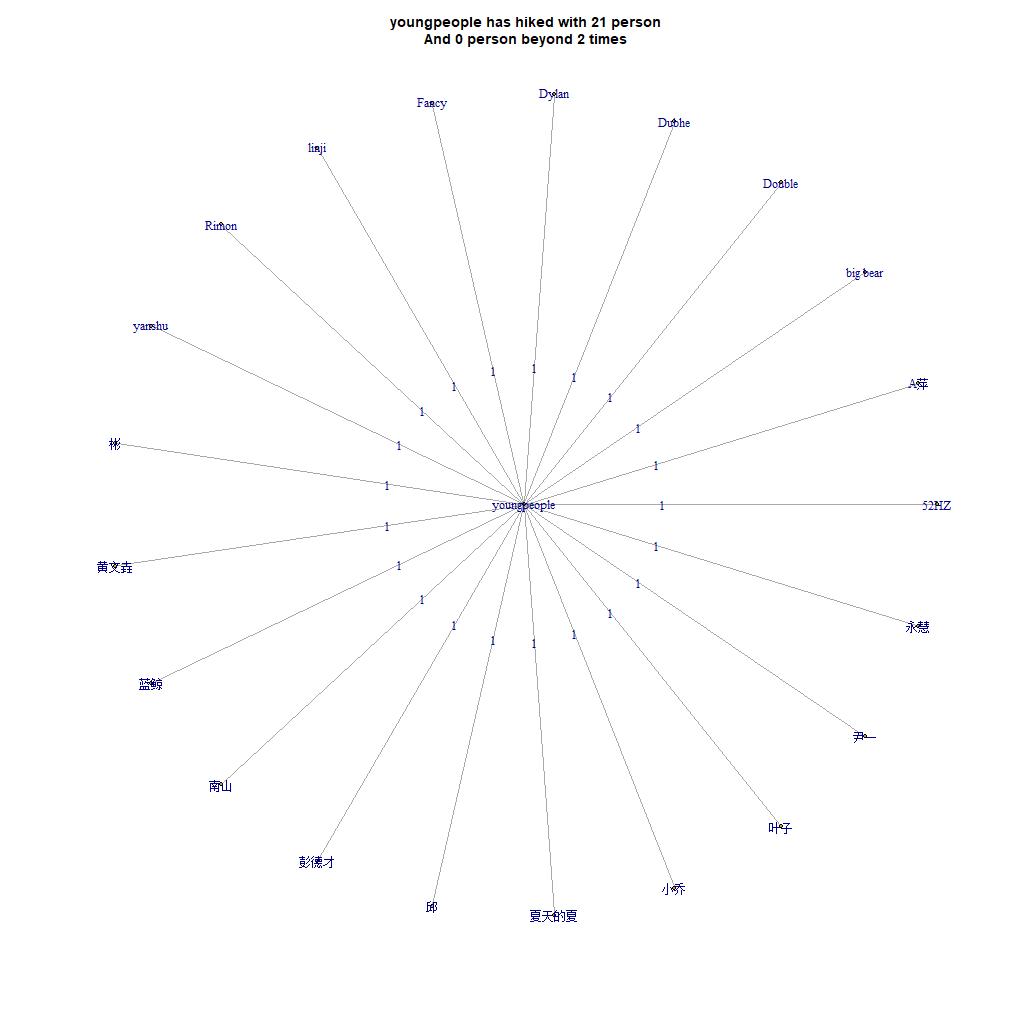 youngpeople has hiked with 21 person
And 0 person beyond 2 times
Dylan
Fancy
Dubhe
linji
Double
Rimon
big bear
yanshu
1
1
1
1
A萍
1
1
1
1
彬
1
1
1
1
youngpeople
1
52HZ
1
1
黄文垚
1
1
1
1
永慧
1
1
1
1
蓝鲸
尹一
南山
叶子
彭德才
小乔
邱
夏天的夏